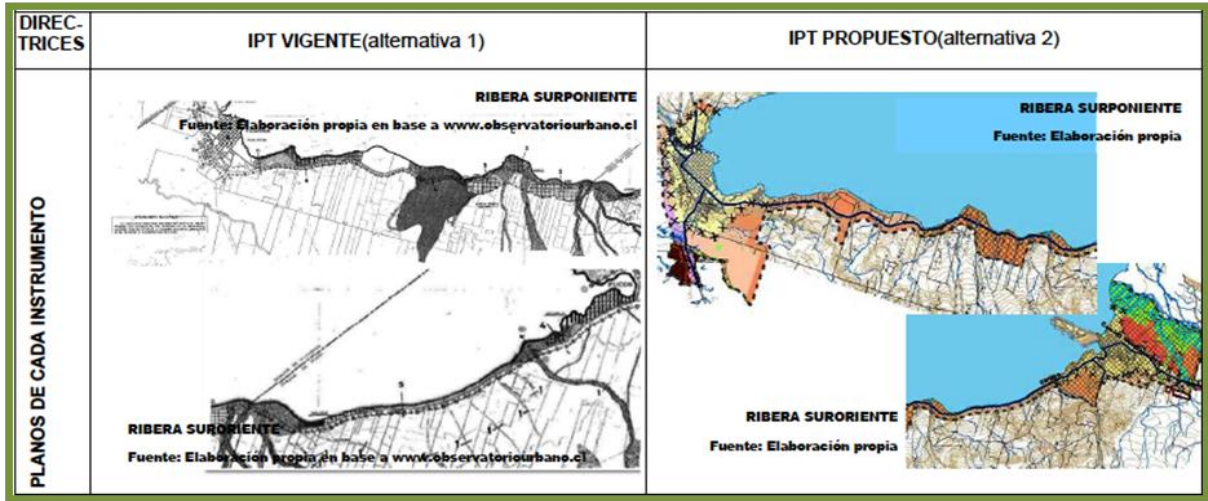 DIREC-
TRICES
IPT VIGENTE(alternativa 1)
IPT PROPUESTO(alternativa 2)
PLANOS DE CADA INSTRUMENTO
RIBERA SURPONIENTE
Fuente: Elaboración propia en base a www.observatoriourbano.cl
RIBERA SURORIENTE
Fuente: Elaboración propia en base a www.observatoriourbano.cl
RIBERA SURPONIENTE
Fuente: Elaboración propia
RIBERA SURORIENTE
Fuente: Elaboración propia